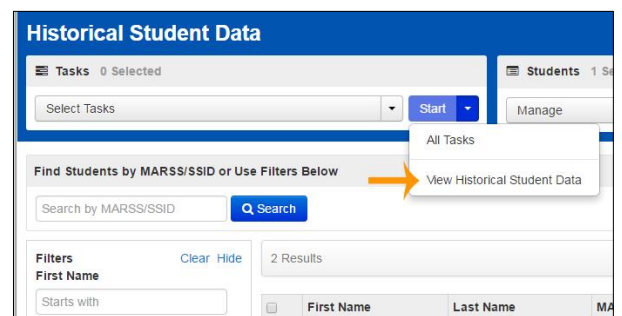 Historical Student Data
Tasks 0 Selected
Students 1 Se
Select Tasks
Start
Manage
All Tasks
View Historical Student Data
Find Students by MARSS/SSID or Use Filters Below
Search by MARSS/SSID
Search
Filters Clear Hide
2 Results
First Name
Starts with
First Name Last Name MA